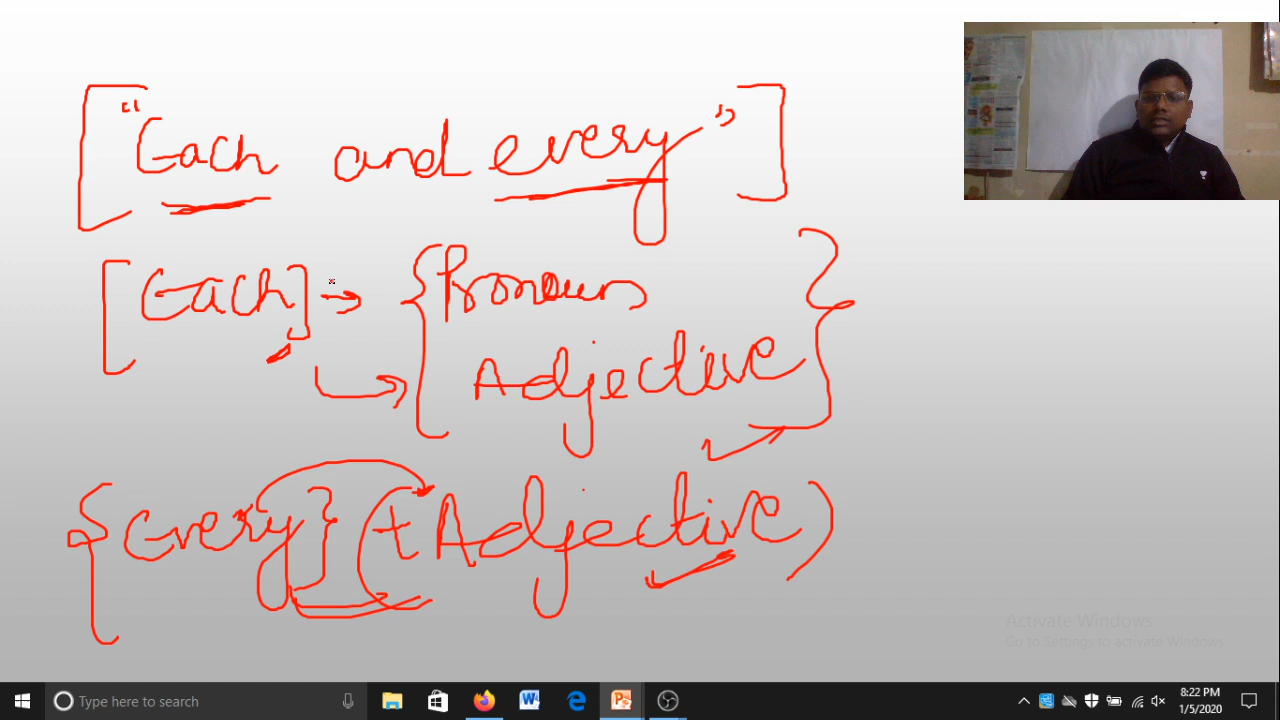 ["Each and every"]
[Each] → {Pronoun
Adjective}
{Every} (t Adjective)
Activate Windows
Go to Settings to activate Windows
Type here to search
8:22 PM
1/5/2020